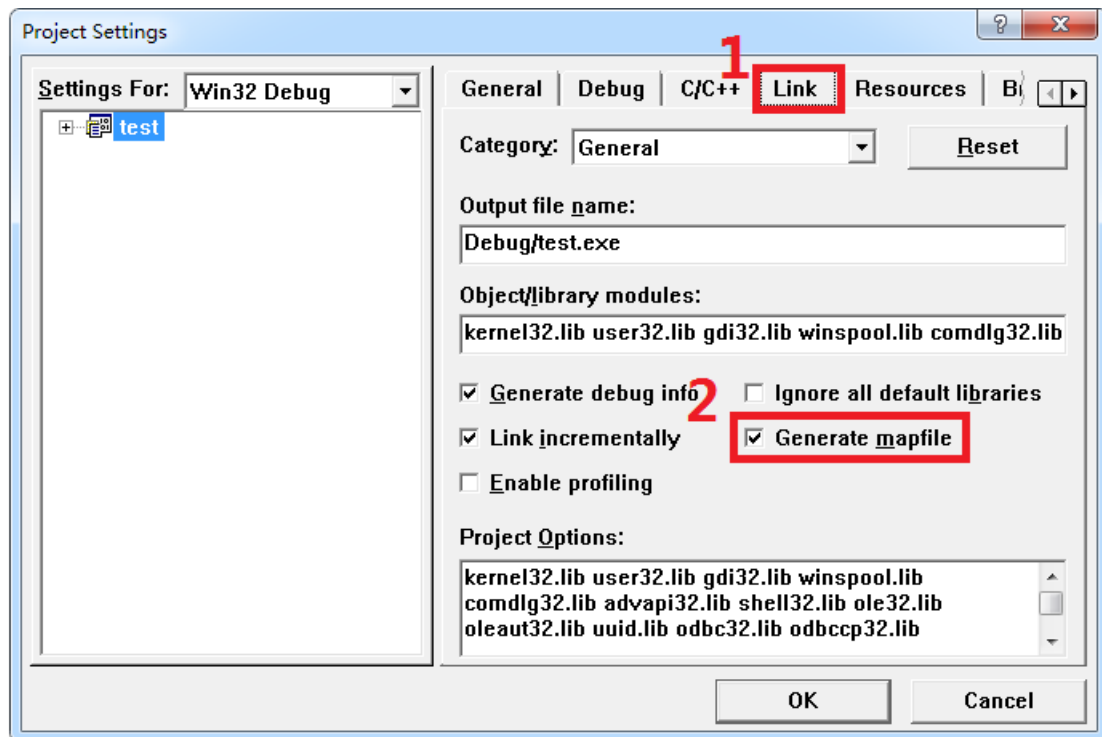 Project Settings
Settings For: Win32 Debug
test
1
General Debug C/C++ Link Resources
Category: General Reset
Output file name:
Debug/test.exe
Object/library modules:
kernel32.lib user32.lib gdi32.lib winspool.lib comdlg32.lib
Generate debug info 2 Ignore all default libraries
Link incrementally Generate mapfile
Enable profiling
Project Options:
kernel32.lib user32.lib gdi32.lib winspool.lib
comdlg32.lib advapi32.lib shell32.lib ole32.lib
oleaut32.lib uuid.lib odbc32.lib odbccp32.lib
OK Cancel